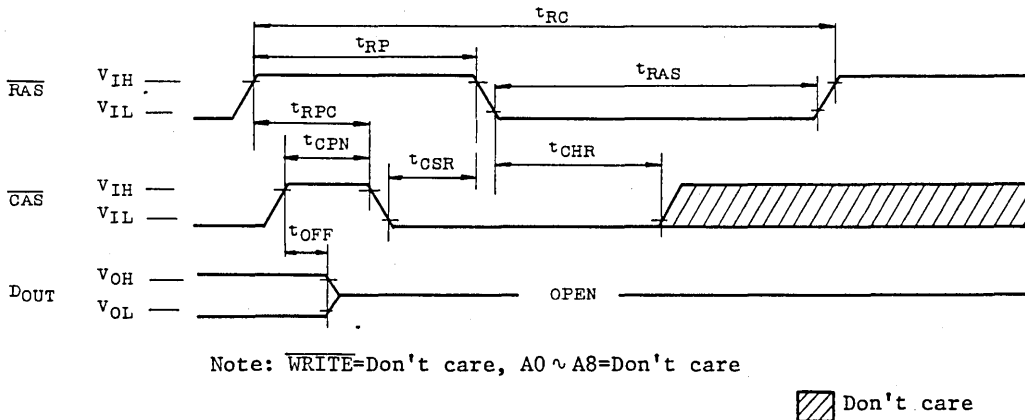 tRC
tRP
RAS VIH VIL
tRAS
tRPC
tCPN
tCSR
tCHR
CAS VIH VIL
tOFF
DOUT VOH VOL
OPEN
Note: WRITE=Don't care, A0 ~ A8=Don't care
Don't care